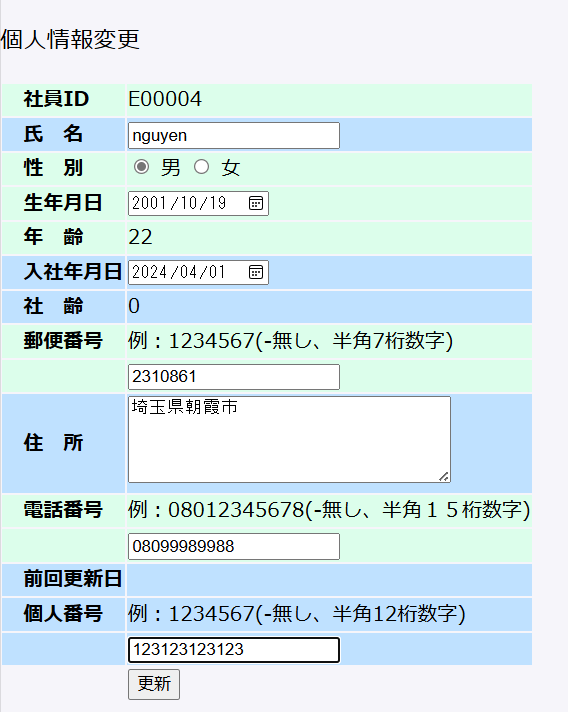 個人情報変更
社員ID E00004
氏　名 nguyen
性　別 男 女
生年月日 2001/10/19
年　齢 22
入社年月日 2024/04/01
社　齢 0
郵便番号 例：1234567(-無し、半角7桁数字)
2310861
住　所 埼玉県朝霞市
電話番号 例：08012345678(-無し、半角１５桁数字)
08099989988
前回更新日
個人番号 例：1234567(-無し、半角12桁数字)
123123123123
更新